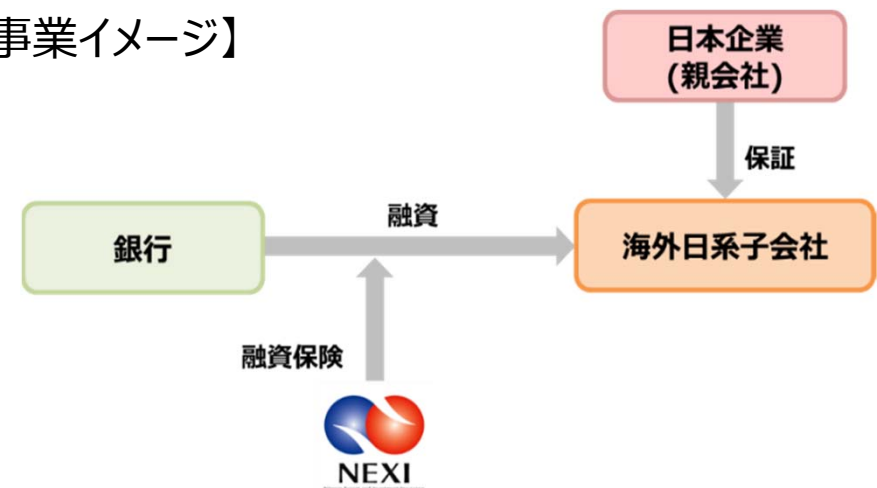 事業イメージ】
日本企業
(親会社)
保証
銀行
融資
海外日系子会社
融資保険
NEXI